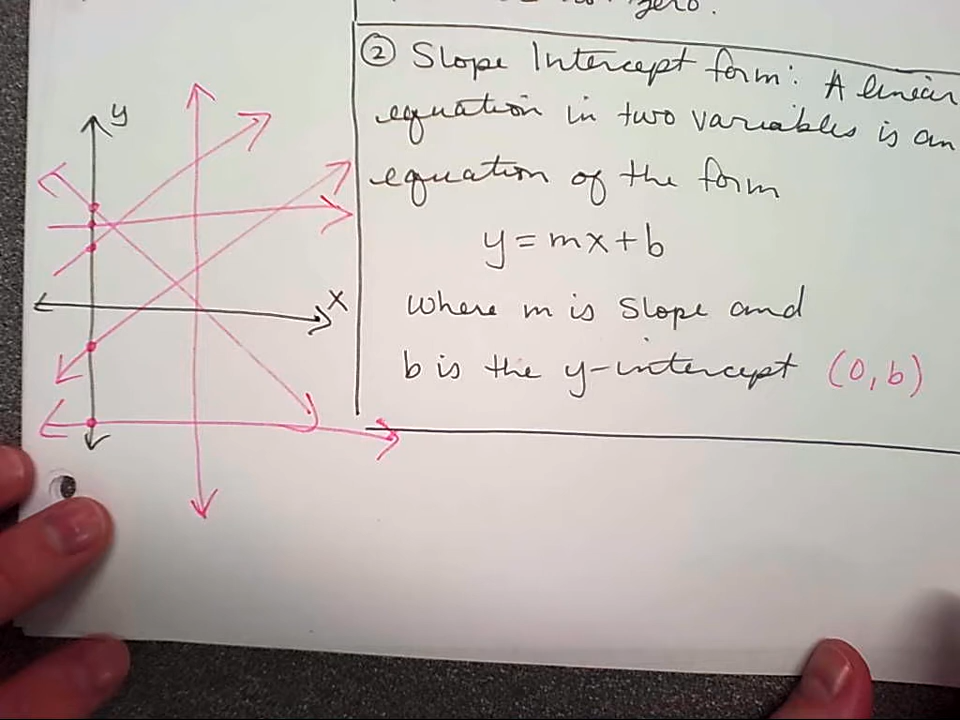 zero.
② Slope Intercept form: A linear
equation in two variables is an
equation of the form
y = mx + b
where m is slope and
b is the y-intercept (0, b)
y
x